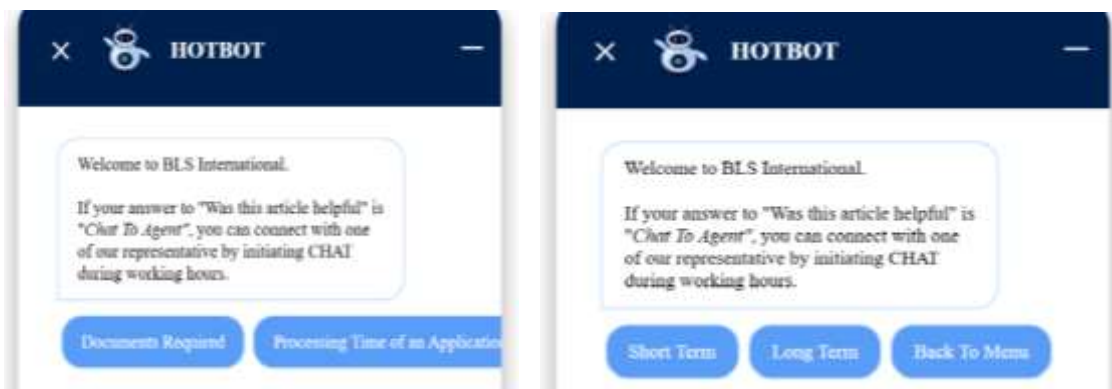 HOTBOT
Welcome to BLS International.
If your answer to "Was this article helpful" is
"Chat To Agent", you can connect with one
of our representative by initiating CHAT
during working hours.
Documents Required
Processing Time of an Applicatio
HOTBOT
Welcome to BLS International.
If your answer to "Was this article helpful" is
"Chat To Agent", you can connect with one
of our representative by initiating CHAT
during working hours.
Short Term
Long Term
Back To Menu